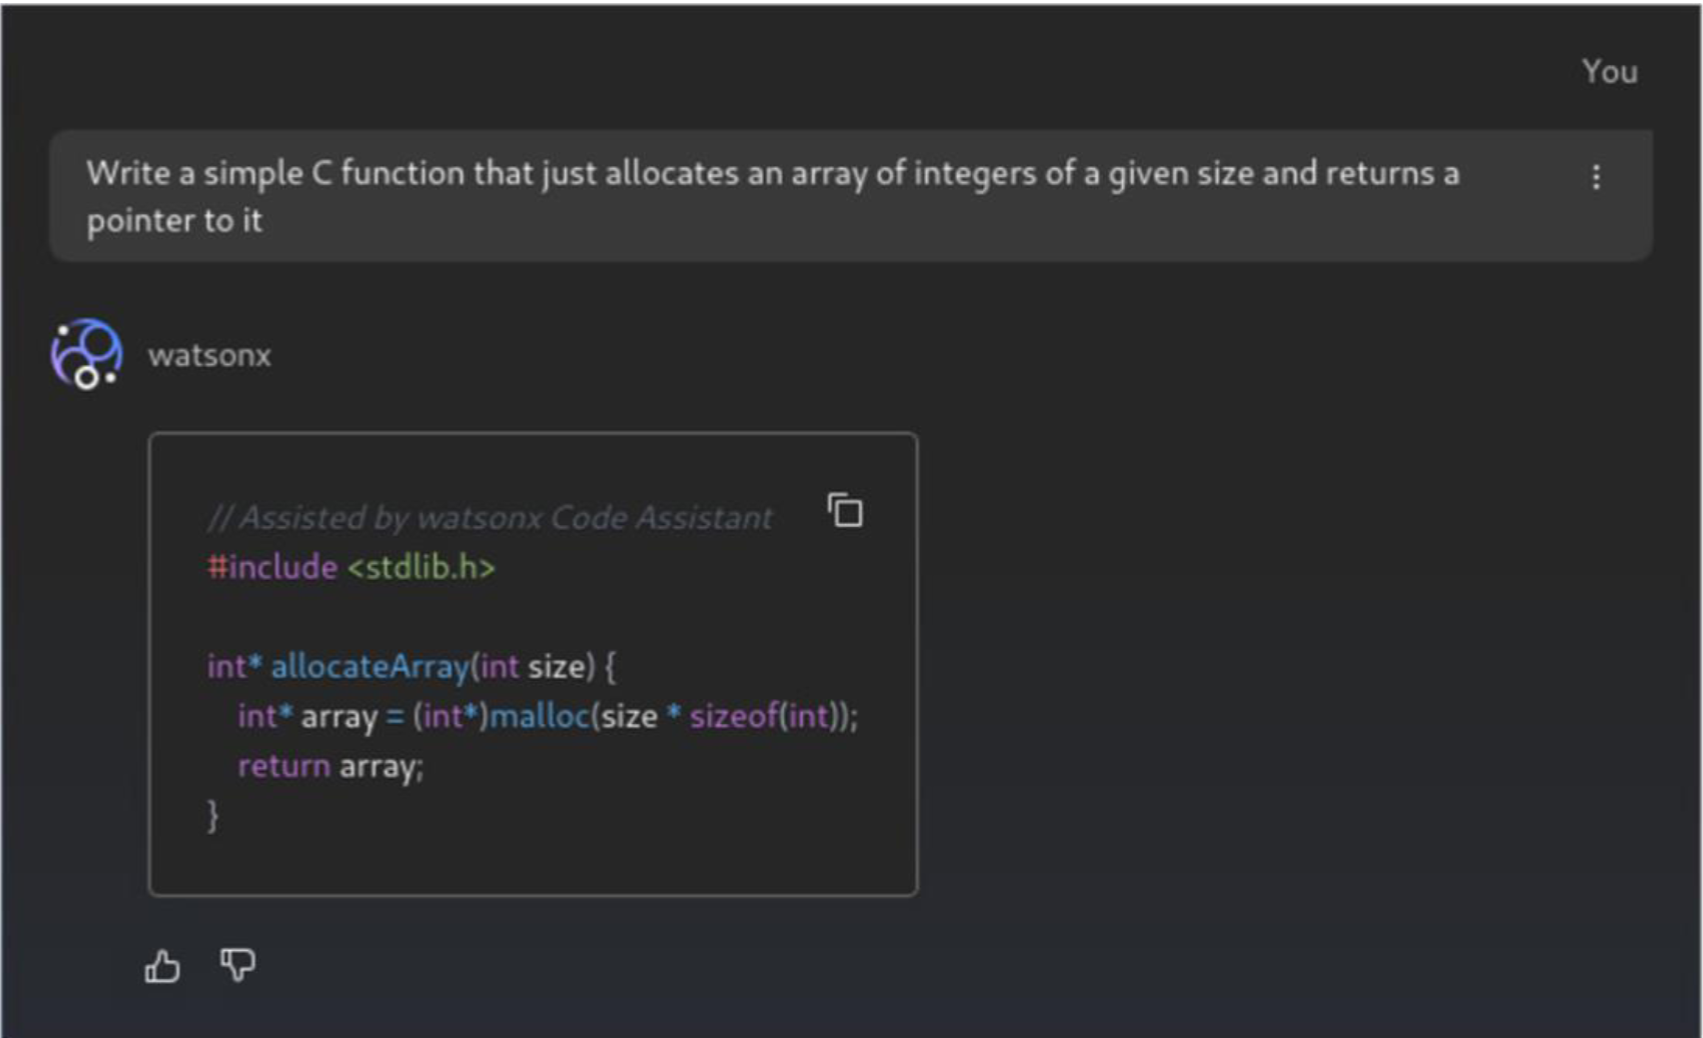 You
Write a simple C function that just allocates an array of integers of a given size and returns a
pointer to it
watsonx
// Assisted by watsonx Code Assistant
#include <stdlib.h>
int* allocateArray(int size) {
    int* array = (int*)malloc(size * sizeof(int));
    return array;
}